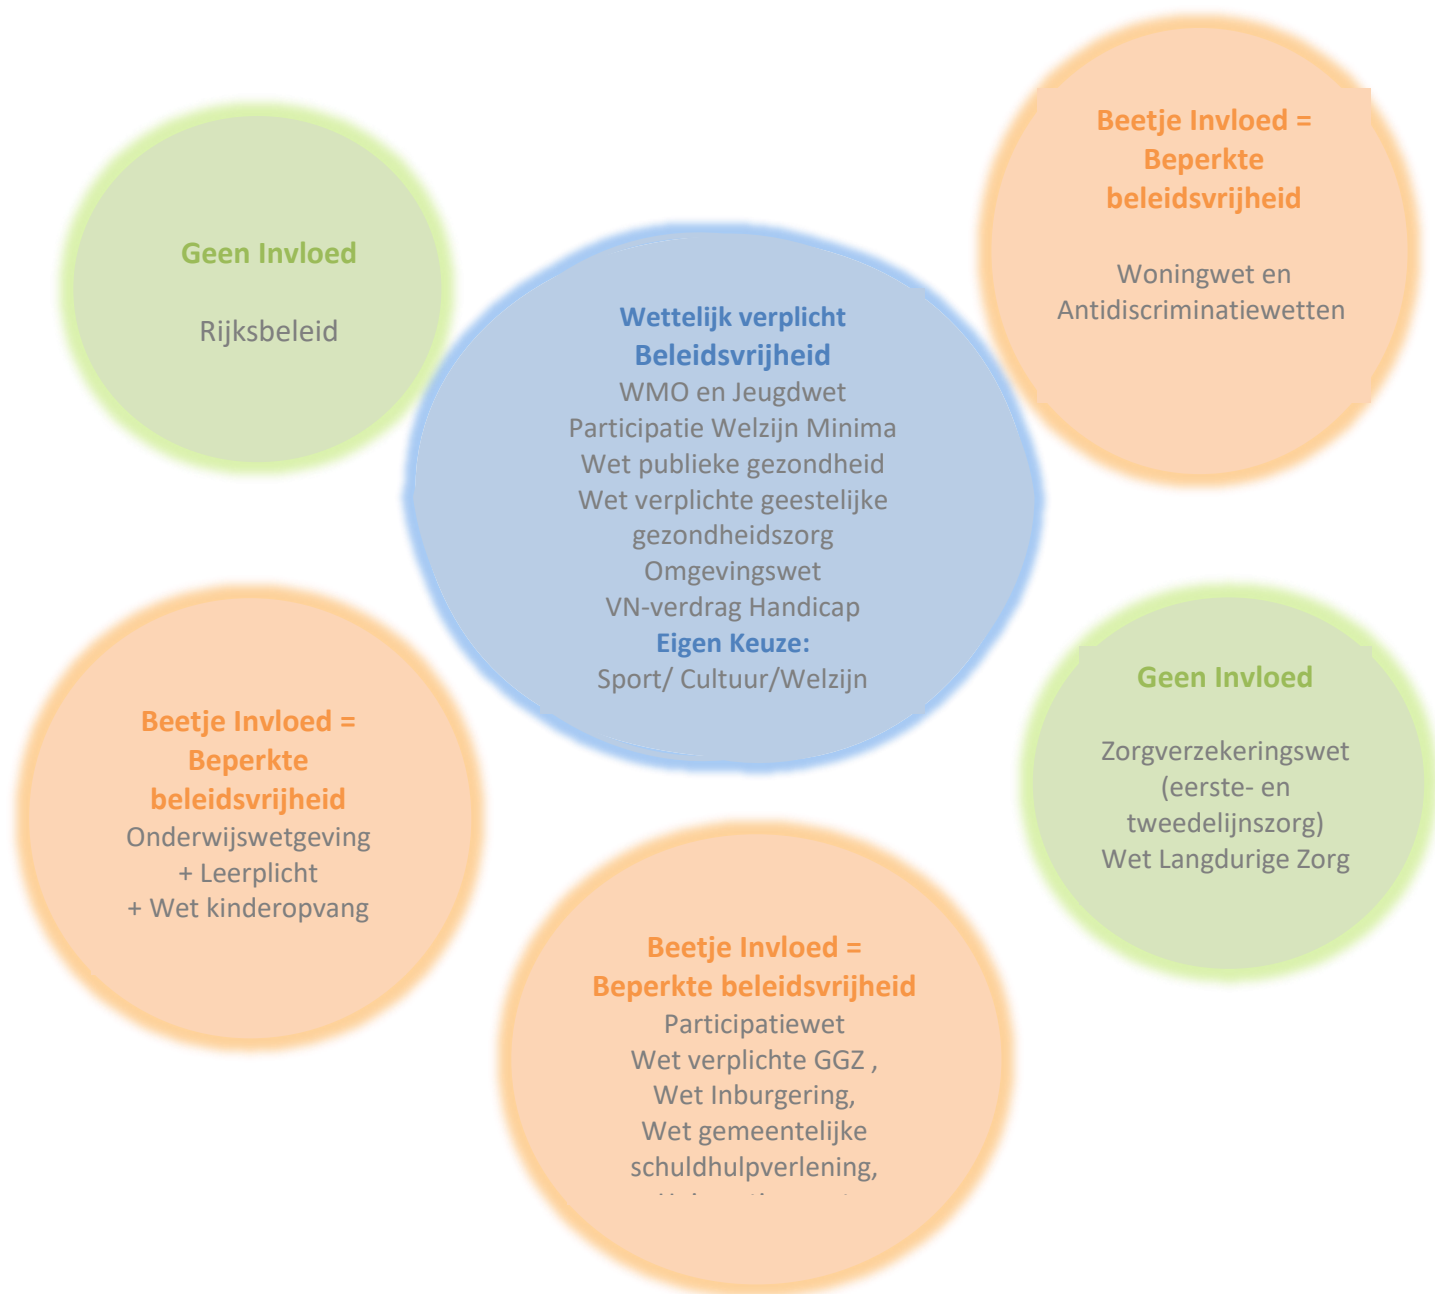 Geen Invloed
Rijksbeleid
Beetje Invloed =
Beperkte
beleidsvrijheid
Woningwet en
Antidiscriminatiewetten
Wettelijk verplicht
Beleidsvrijheid
WMO en Jeugdwet
Participatie Welzijn Minima
Wet publieke gezondheid
Wet verplichte geestelijke
gezondheidszorg
Omgevingswet
VN-verdrag Handicap
Eigen Keuze:
Sport/ Cultuur/Welzijn
Geen Invloed
Zorgverzekeringswet
(eerste- en
tweedelijnszorg)
Wet Langdurige Zorg
Beetje Invloed =
Beperkte
beleidsvrijheid
Onderwijswetgeving
+ Leerplicht
+ Wet kinderopvang
Beetje Invloed =
Beperkte beleidsvrijheid
Participatiewet
Wet verplichte GGZ ,
Wet Inburgering,
Wet gemeentelijke
schuldhulpverlening,